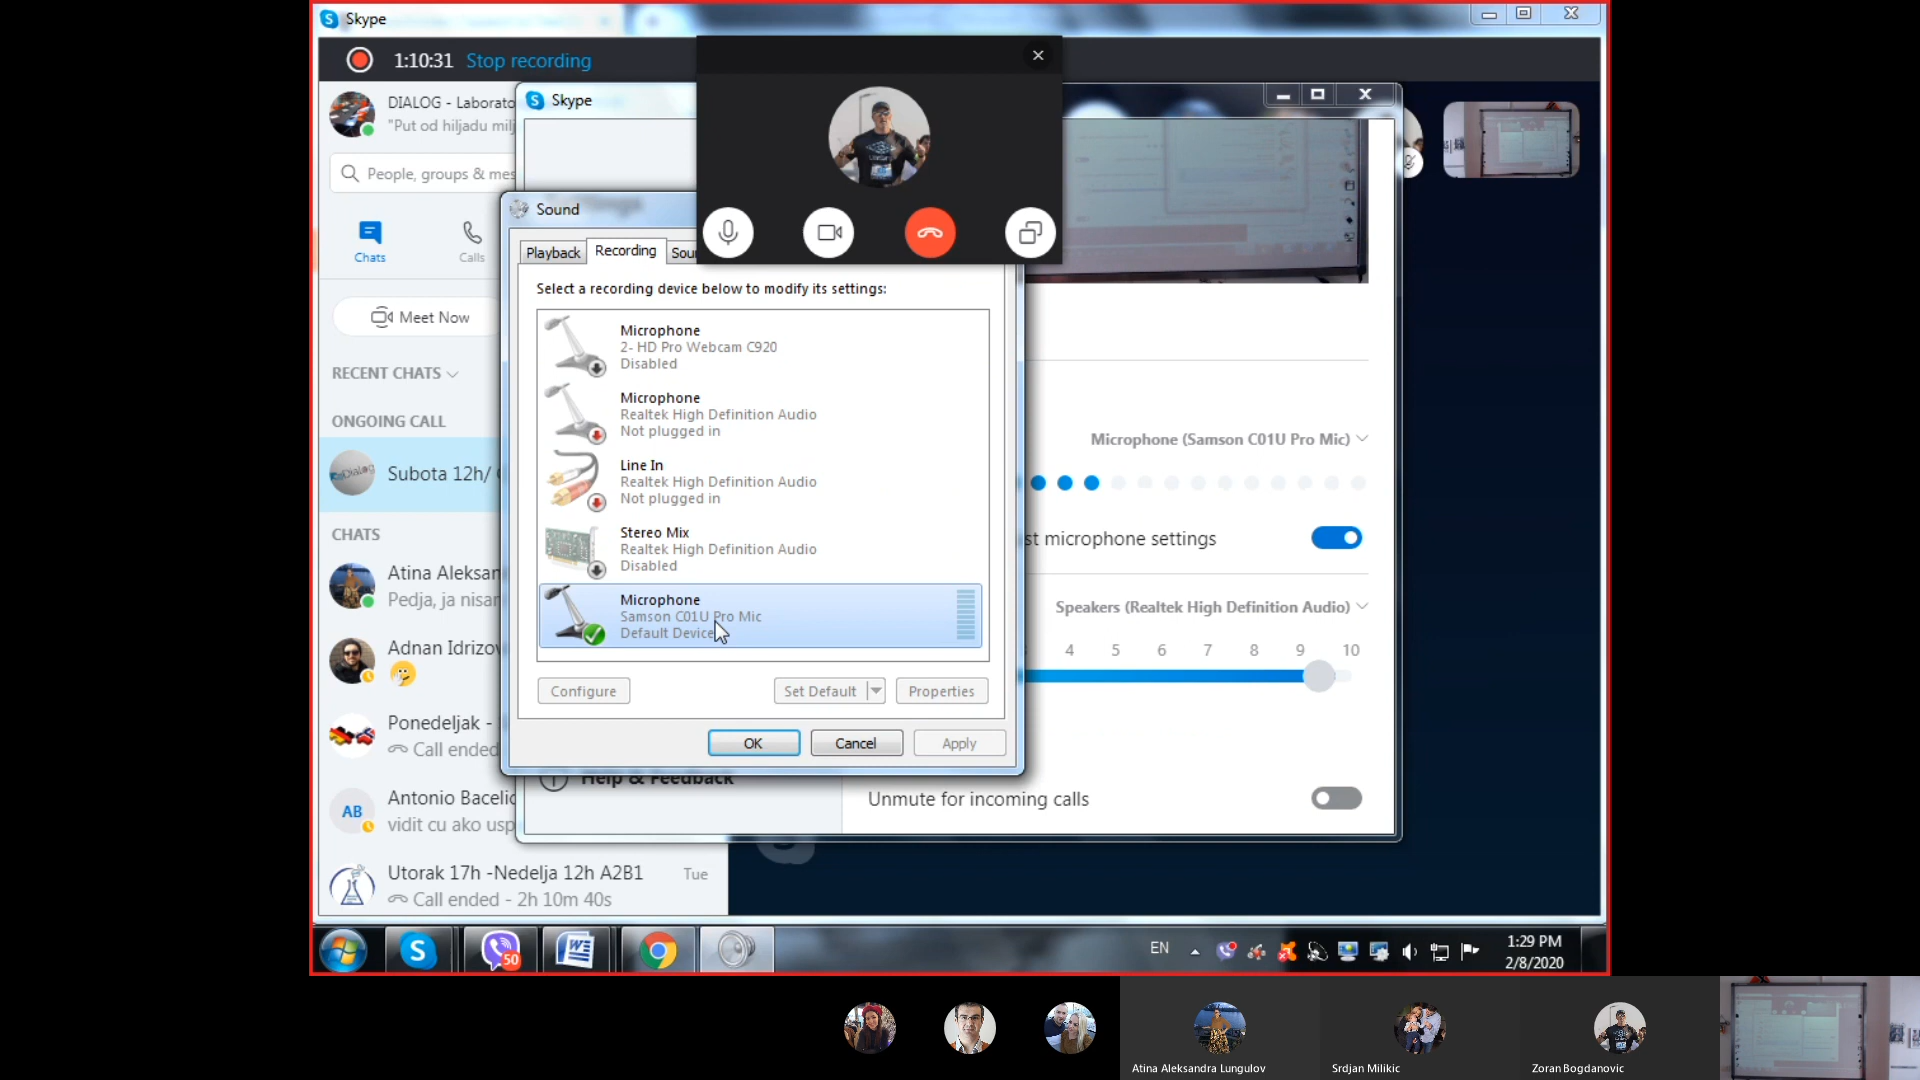 Skype
1:10:31 Stop recording
DIALOG - Laborato
"Put od hiljadu milj
Skype
People, groups & mes
Chats
Calls
Meet Now
RECENT CHATS
ONGOING CALL
Subota 12h/
CHATS
Atina Aleksan
Pedja, ja nisan
Adnan Idrizov
Ponedeljak -
Call ended
AB
Antonio Bacelic
vidit cu ako usp
Utorak 17h -Nedelja 12h A2B1
Tue
Call ended - 2h 10m 40s
Sound
Playback
Recording
Sou
Select a recording device below to modify its settings:
Microphone
2- HD Pro Webcam C920
Disabled
Microphone
Realtek High Definition Audio
Not plugged in
Line In
Realtek High Definition Audio
Not plugged in
Stereo Mix
Realtek High Definition Audio
Disabled
Microphone
Samson C01U Pro Mic
Default Device
Configure
Set Default
Properties
OK
Cancel
Apply
Microphone (Samson C01U Pro Mic)
st microphone settings
Speakers (Realtek High Definition Audio)
4 5 6 7 8 9 10
Help & Feedback
Unmute for incoming calls
50
EN
1:29 PM
2/8/2020
Atina Aleksandra Lungulov
Srdjan Milikic
Zoran Bogdanovic